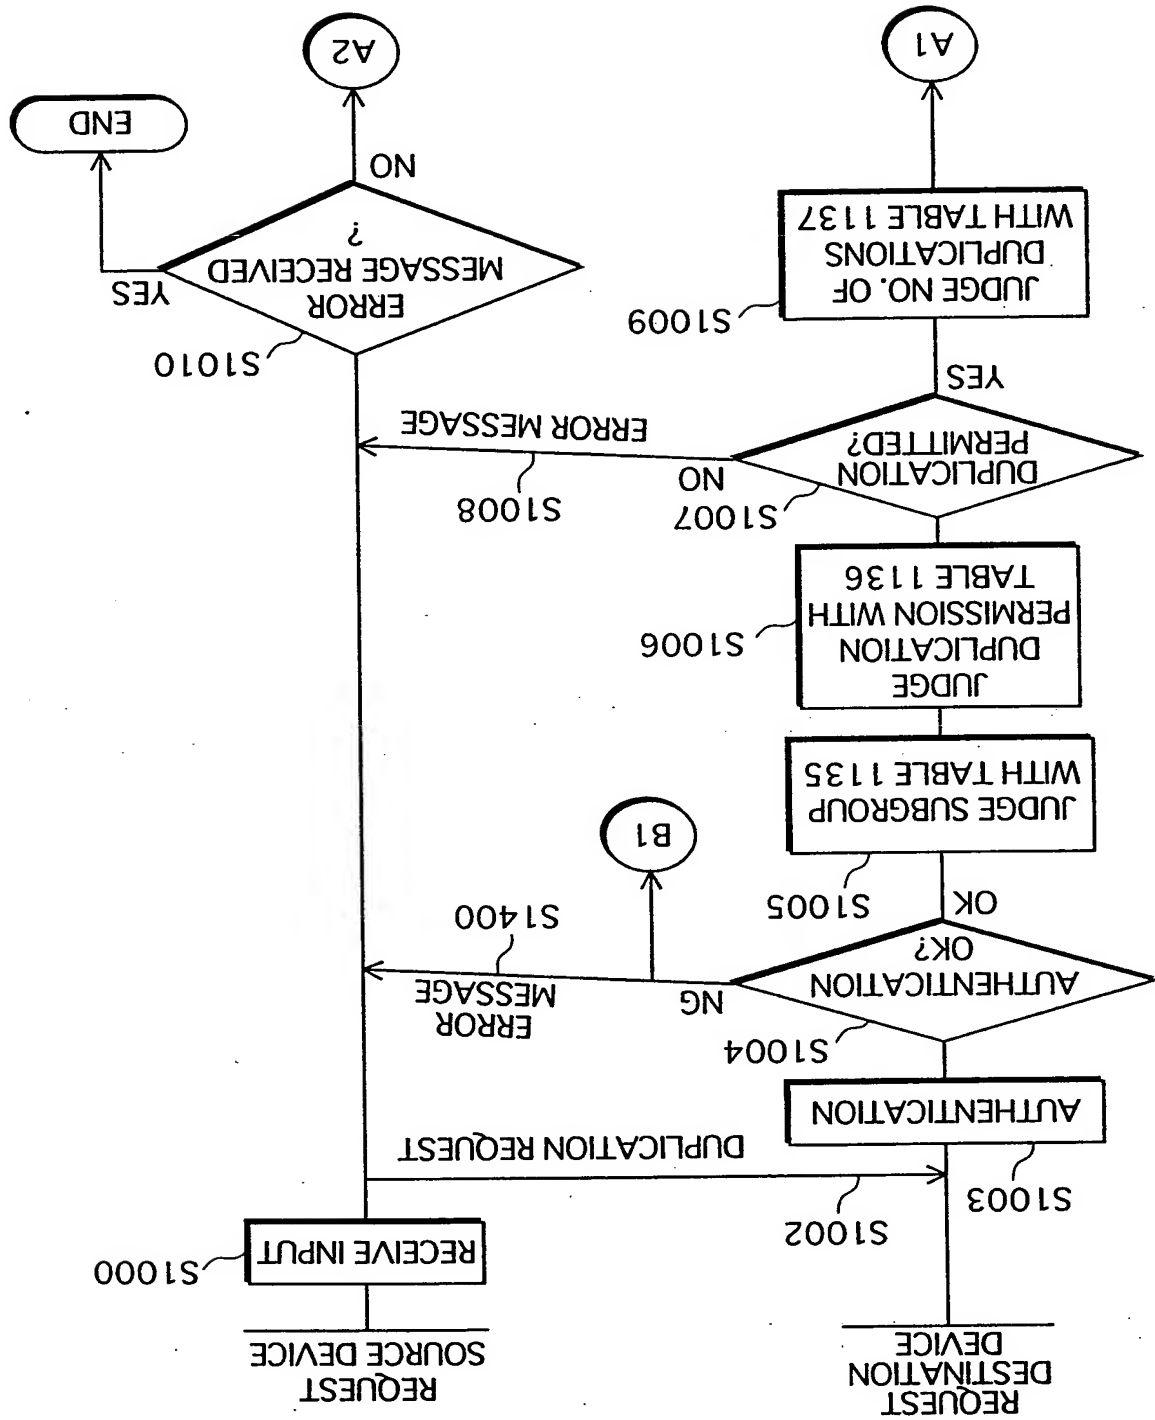 REQUEST
DESTINATION
DEVICE
REQUEST
SOURCE DEVICE
RECEIVE INPUT
S1000
S1002
DUPLICATION REQUEST
S1003
AUTHENTICATION
S1004
AUTHENTICATION
OK?
NG
ERROR
MESSAGE
S1400
B1
OK
S1005
JUDGE SUBGROUP
WITH TABLE 1135
JUDGE
DUPLICATION
PERMISSION WITH
TABLE 1136
S1006
S1007
DUPLICATION
PERMITTED?
NO
S1008
ERROR MESSAGE
YES
S1009
JUDGE NO. OF
DUPLICATIONS
WITH TABLE 1137
A1
S1010
ERROR
MESSAGE RECEIVED
?
YES
END
NO
A2